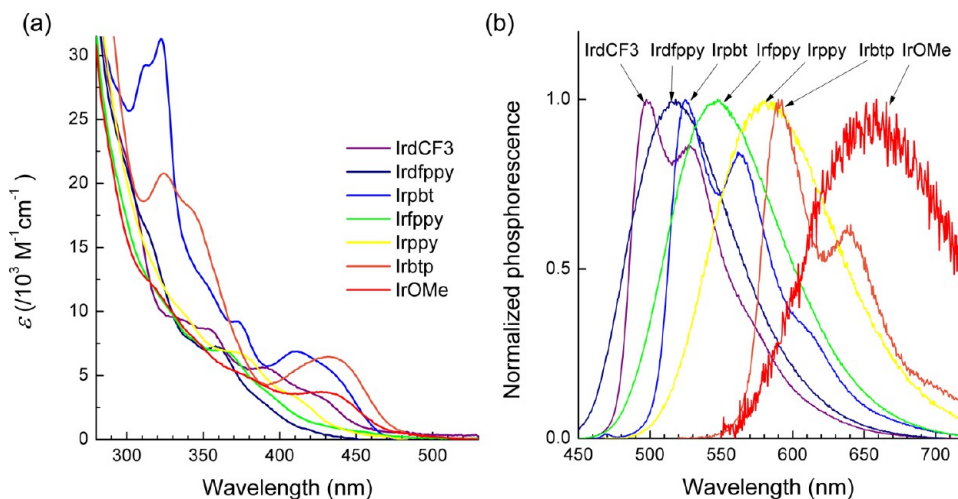 (a)
30
25
20
15
10
5
0
ε (/10³ M⁻¹cm⁻¹)
IrdCF3
Irdfppy
Irpbt
Irfppy
Irppy
Irbtp
IrOMe
300 350 400 450 500
Wavelength (nm)
(b)
IrdCF3 Irdfppy Irpbt Irfppy Irppy Irbtp IrOMe
1.0
0.5
0.0
Normalized phosphorescence
450 500 550 600 650 700
Wavelength (nm)